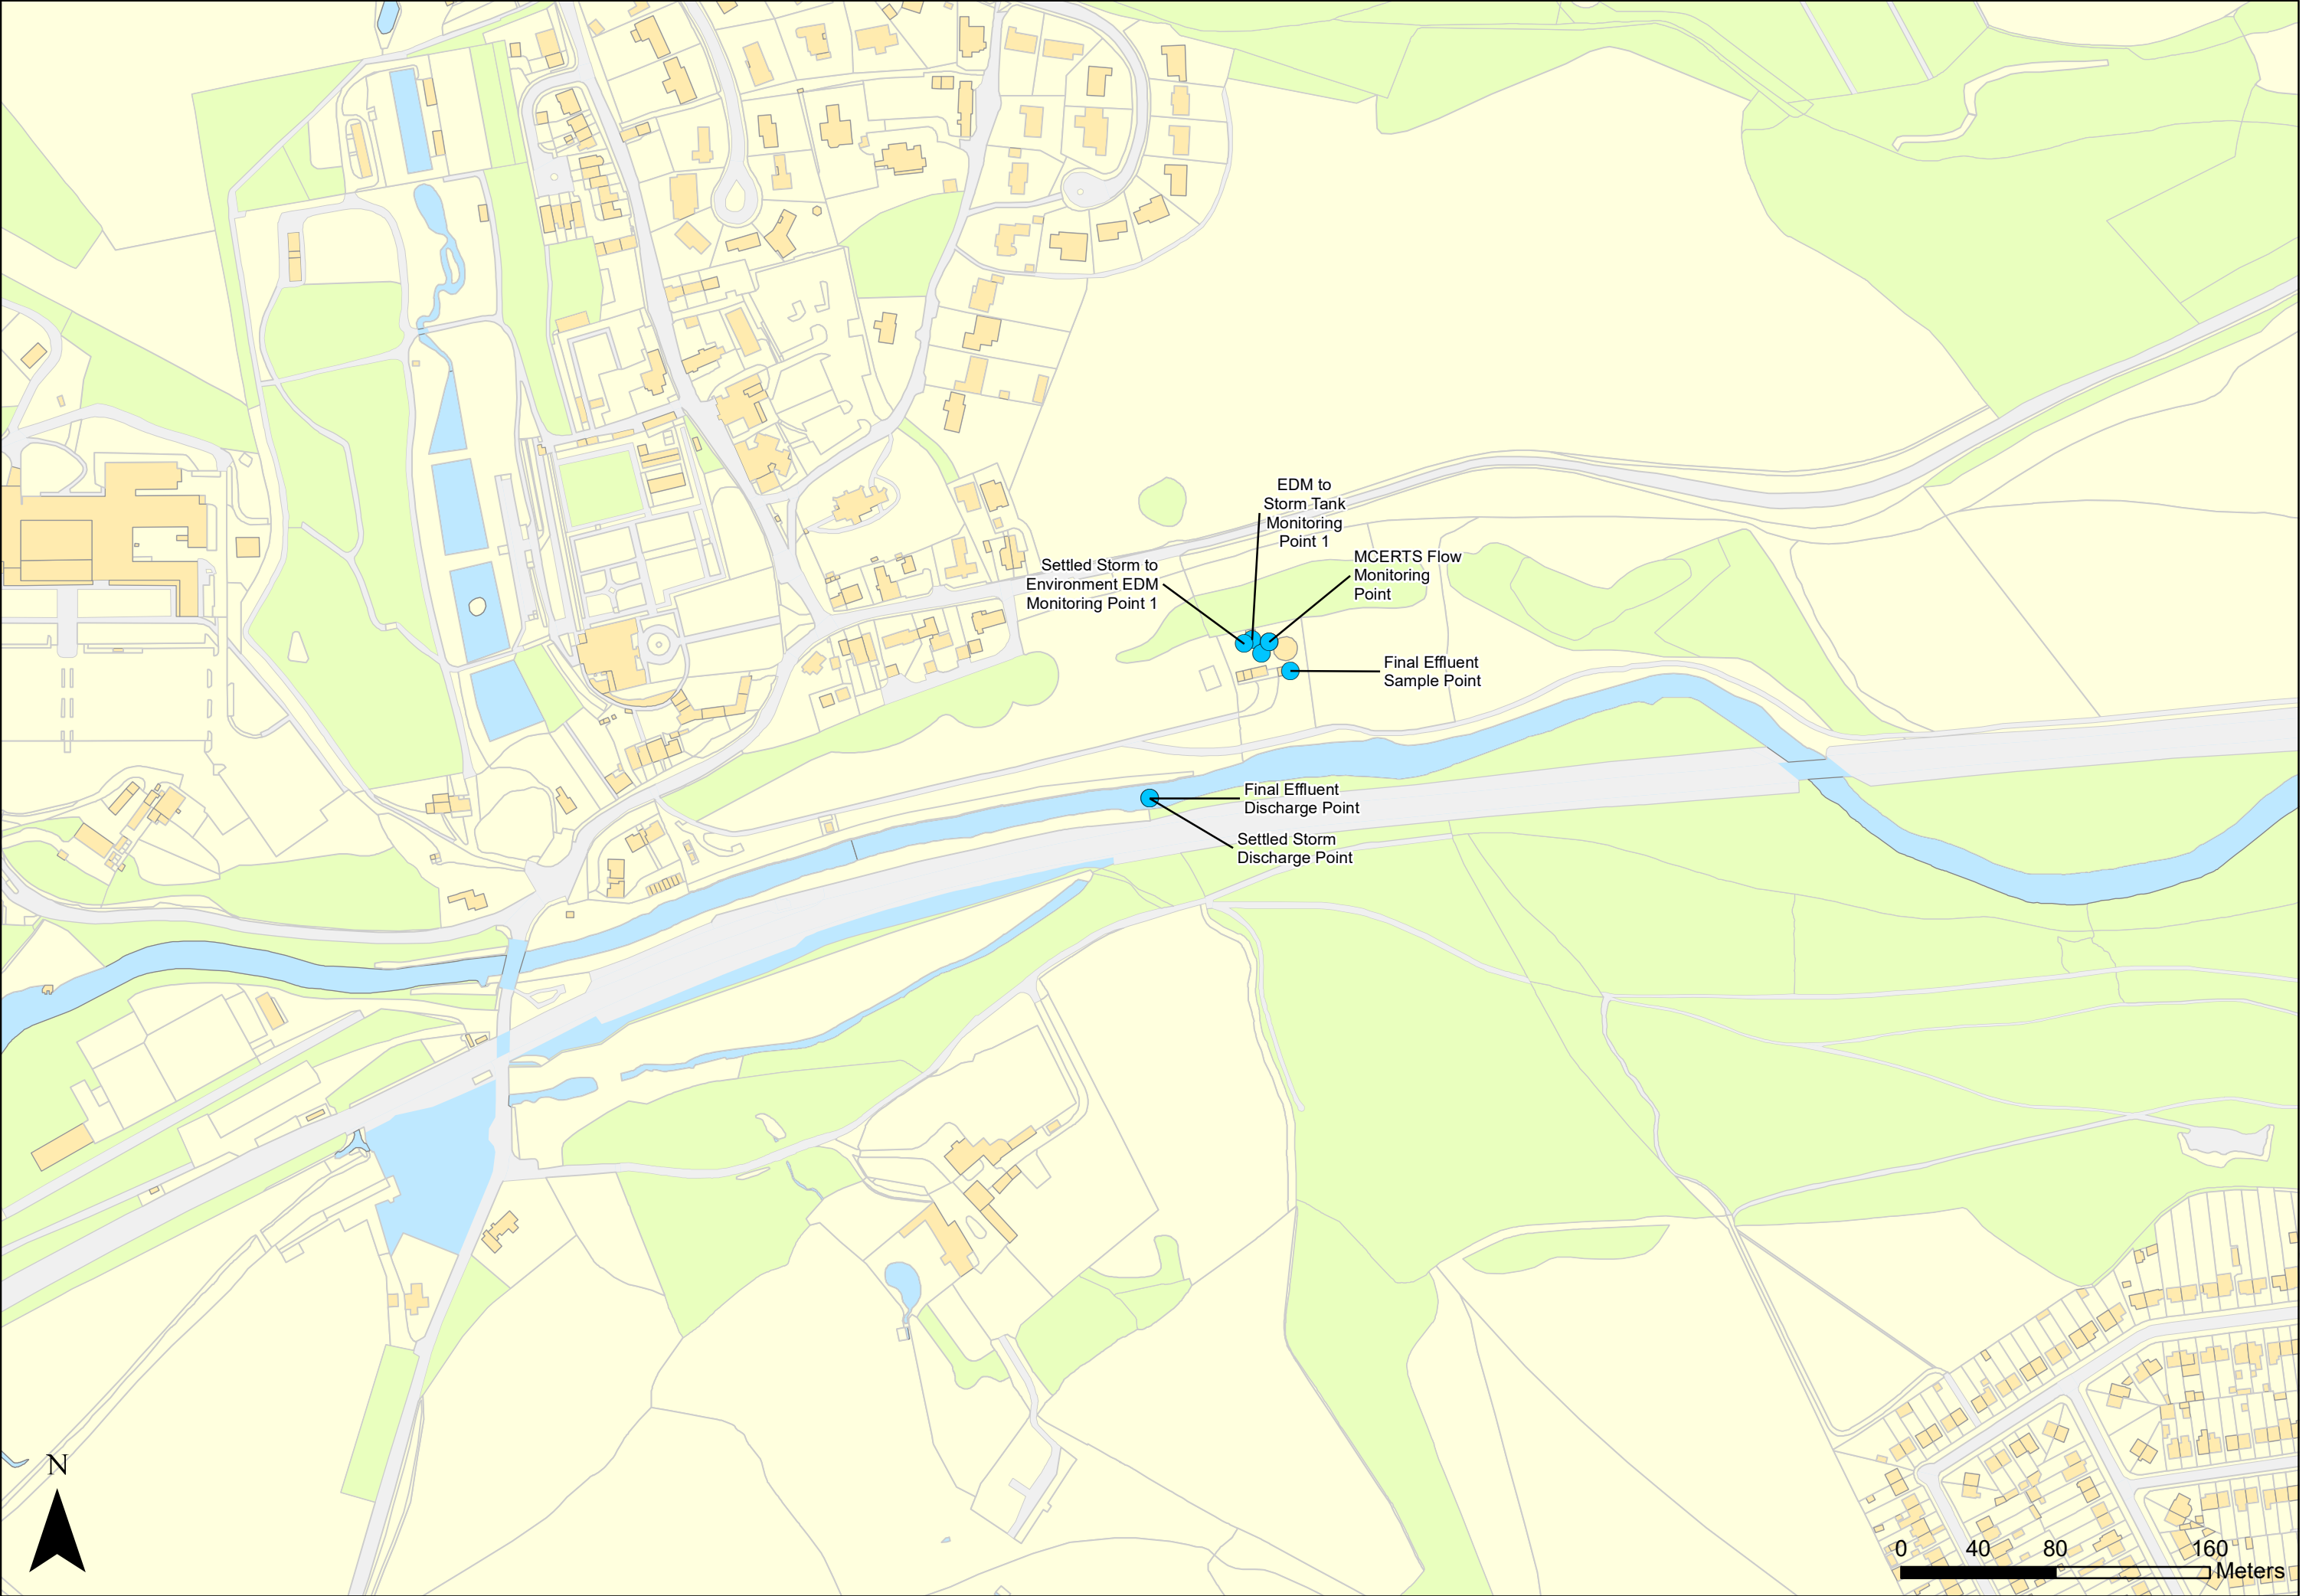 EDM to
Storm Tank
Monitoring
Point 1
MCERTS Flow
Monitoring
Point
Settled Storm to
Environment EDM
Monitoring Point 1
Final Effluent
Sample Point
Final Effluent
Discharge Point
Settled Storm
Discharge Point
N
0 40 80 160
Meters